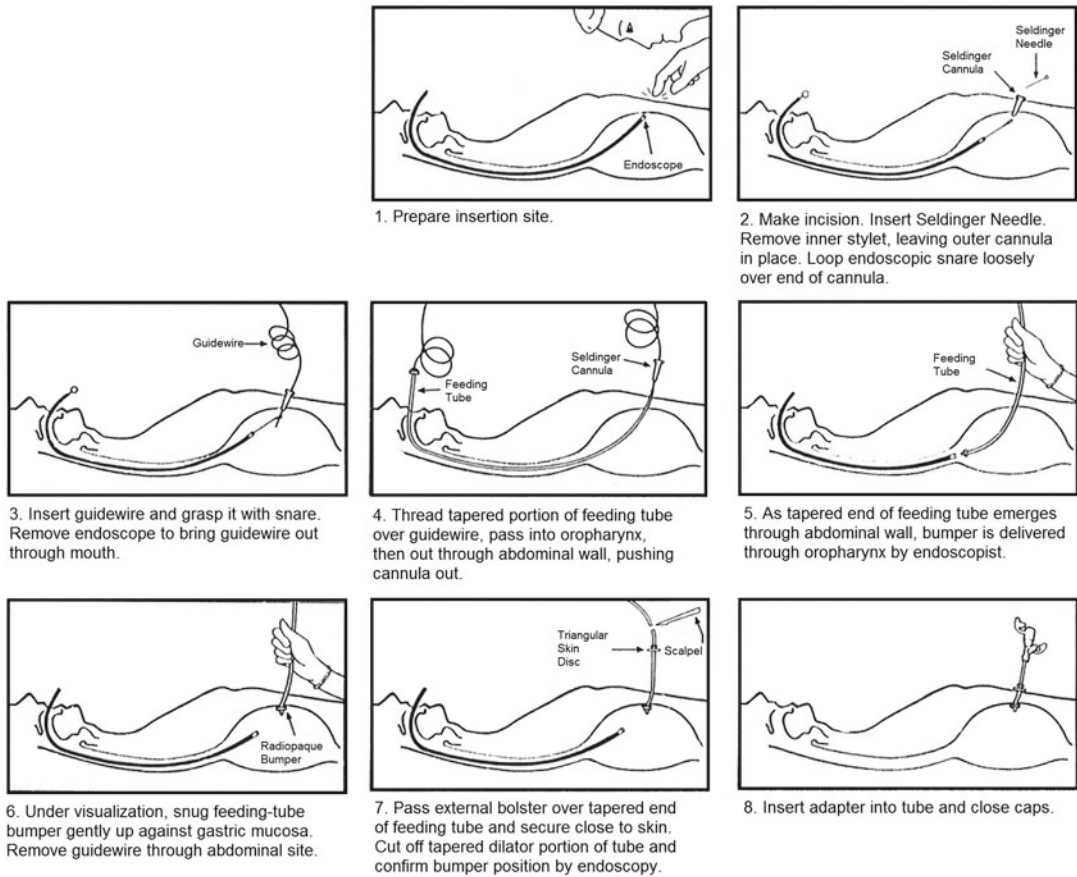 Endoscope
1. Prepare insertion site.
Seldinger
Needle
Seldinger
Cannula
2. Make incision. Insert Seldinger Needle.
Remove inner stylet, leaving outer cannula
in place. Loop endoscopic snare loosely
over end of cannula.
Guidewire
3. Insert guidewire and grasp it with snare.
Remove endoscope to bring guidewire out
through mouth.
Feeding
Tube
Seldinger
Cannula
4. Thread tapered portion of feeding tube
over guidewire, pass into oropharynx,
then out through abdominal wall, pushing
cannula out.
Feeding
Tube
5. As tapered end of feeding tube emerges
through abdominal wall, bumper is delivered
through oropharynx by endoscopist.
Radiopaque
Bumper
6. Under visualization, snug feeding-tube
bumper gently up against gastric mucosa.
Remove guidewire through abdominal site.
Triangular
Skin
Disc
Scalpel
7. Pass external bolster over tapered end
of feeding tube and secure close to skin.
Cut off tapered dilator portion of tube and
confirm bumper position by endoscopy.
8. Insert adapter into tube and close caps.